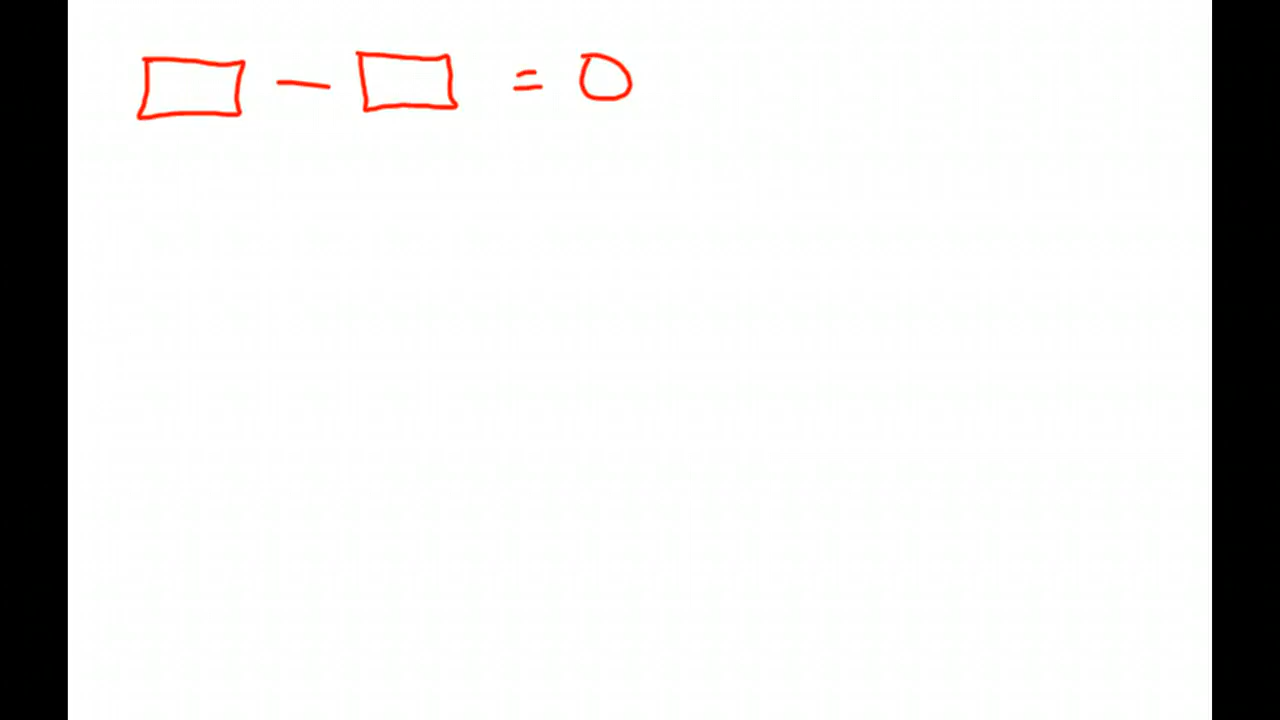 □ − □ = 0